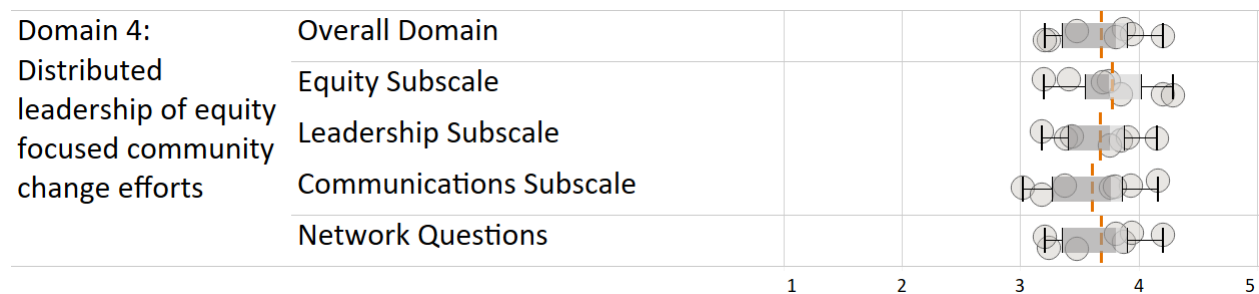 Domain 4:
Distributed
leadership of equity
focused community
change efforts
Overall Domain
Equity Subscale
Leadership Subscale
Communications Subscale
Network Questions
1 2 3 4 5